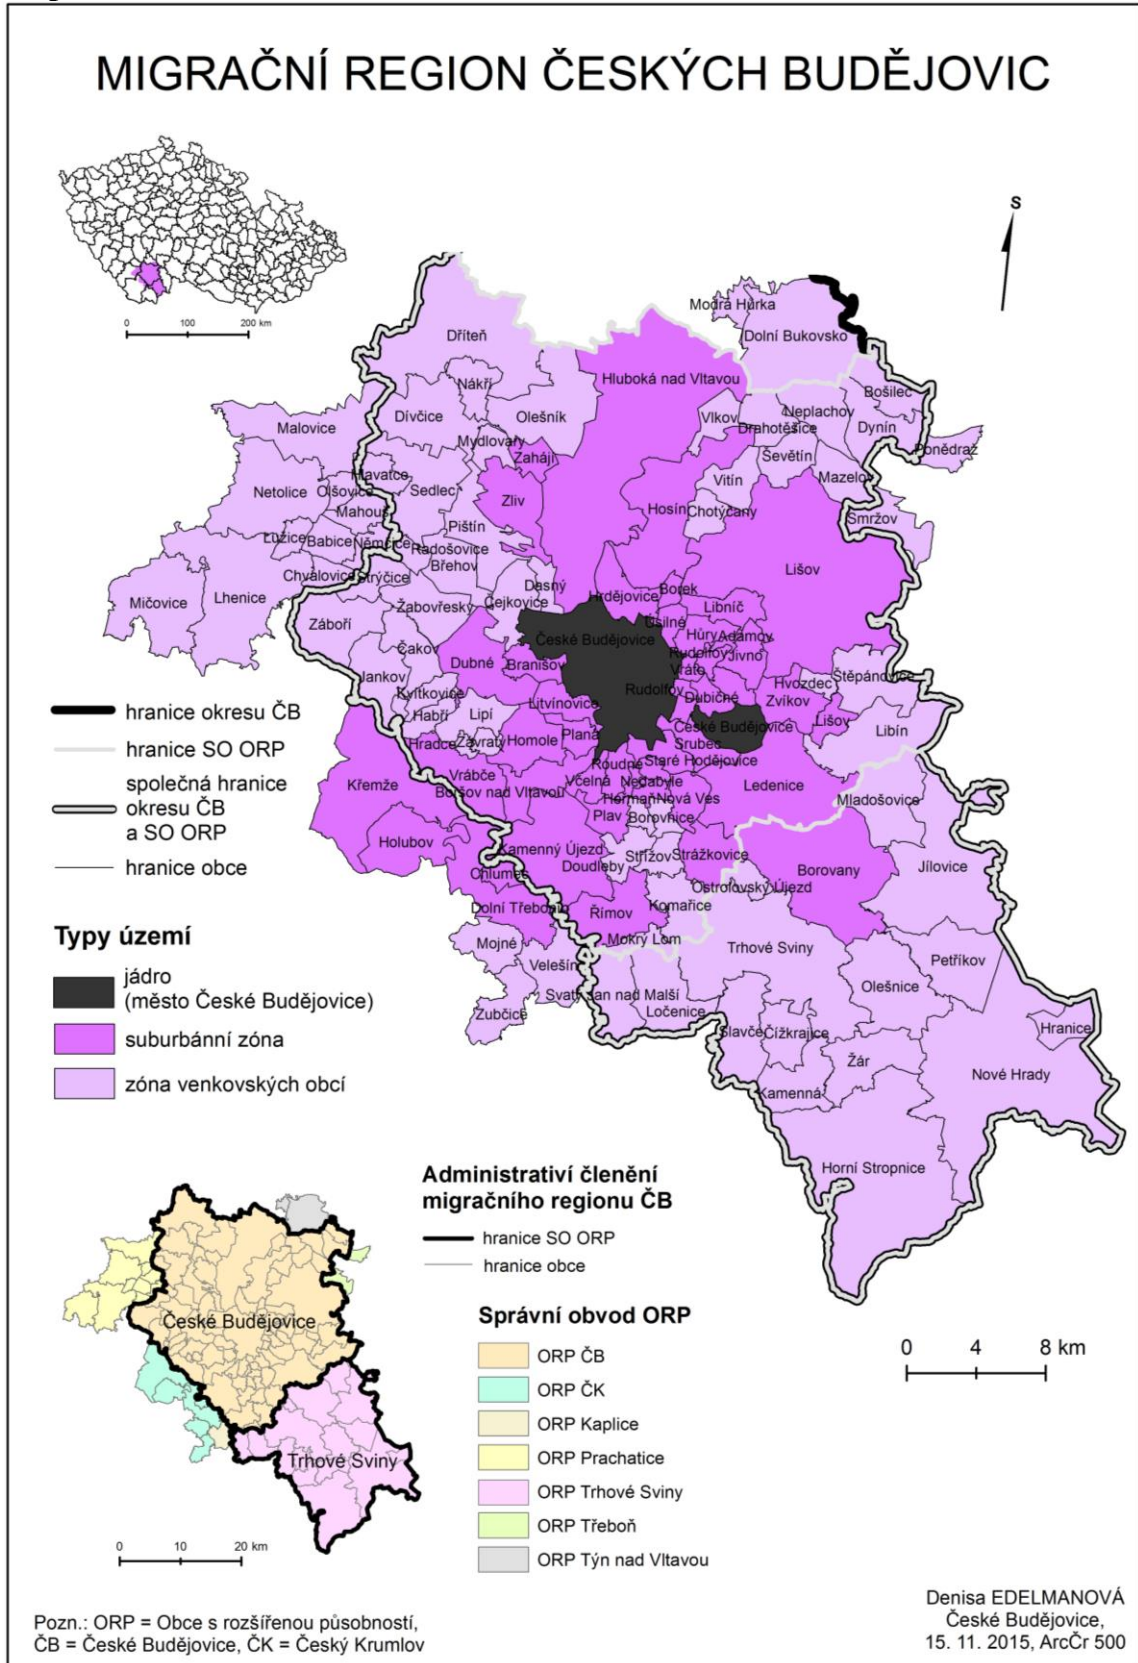 MIGRAČNÍ REGION ČESKÝCH BUDĚJOVIC
0 100 200 km
S
Modrá Hůrka
Dolní Bukovsko
Dříteň
Hluboká nad Vltavou
Nákří
Bošilec
Dívčice
Olešník
Vlkov
Neplachov
Malovice
Drahotěšice
Dynín
Mydlovary
Zahájí
Ševětín
Ponědraž
Hlavatce
Vitín
Mazelov
Netolice
Olšovice
Sedlec
Zliv
Mahouš
Hosín
Chotýčany
Smržov
Pištín
Lužice
Babice
Němčice
Radošovice
Břehov
Lišov
Chvalovice
Strýčice
Dasný
Hrdějovice
Borek
Mičovice
Lhenice
Žabovřesky
Čejkovice
Libníč
Záboří
Úsilné
České Budějovice
Hůry
Adamov
Čakov
Dubné
Branišov
Rudolfov
Jivno
Jankov
Vráto
Hvozdec
Štěpánovice
Kvítkovice
Litvínovice
Rudolfov
Dubičné
Zvíkov
Habří
Lipí
Lišov
Libín
Hradce
Závraty
Homole
Planá
České Budějovice
Srubec
Roudné
Staré Hodějovice
Křemže
Vrábče
Včelná
Nedabyle
Ledenice
Boršov nad Vltavou
Heřmaň
Nová Ves
Mladošovice
Plav
Borovnice
Holubov
Kamenný Újezd
Doudleby
Střížov
Strážkovice
Borovany
Jílovice
Chlumec
Ostrolovský Újezd
Dolní Třebonín
Římov
Komařice
Mojné
Mokrý Lom
Trhové Sviny
Velešín
Petříkov
Olešnice
Svatý Jan nad Malší
Ločenice
Zubčice
Slavče
Čížkrajice
Hranice
Žár
Nové Hrady
Kamenná
Horní Stropnice
hranice okresu ČB
hranice SO ORP
společná hranice
okresu ČB
a SO ORP
hranice obce
Typy území
jádro
(město České Budějovice)
suburbánní zóna
zóna venkovských obcí
0 4 8 km
České Budějovice
Trhové Sviny
0 10 20 km
Administrativí členění
migračního regionu ČB
hranice SO ORP
hranice obce
Správní obvod ORP
ORP ČB
ORP ČK
ORP Kaplice
ORP Prachatice
ORP Trhové Sviny
ORP Třeboň
ORP Týn nad Vltavou
Pozn.: ORP = Obce s rozšířenou působností,
ČB = České Budějovice, ČK = Český Krumlov
Denisa EDELMANOVÁ
České Budějovice,
15. 11. 2015, ArcČr 500